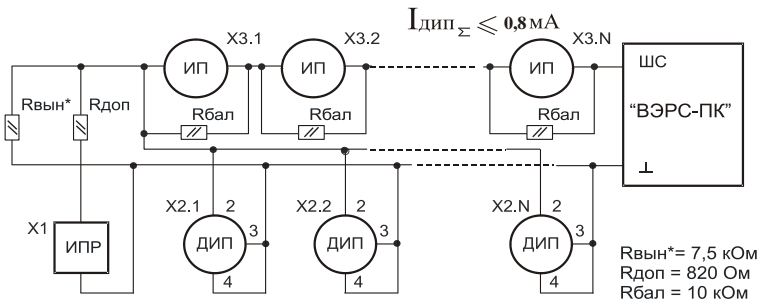 IДИП Σ ≤ 0,8 мА
X3.1
X3.2
X3.N
ИП
ИП
ИП
ШС
"ВЭРС-ПК"
⊥
Rвын*
Rдоп
Rбал
Rбал
Rбал
X1
ИПР
X2.1
2
3
4
ДИП
X2.2
2
3
4
ДИП
X2.N
2
3
4
ДИП
Rвын*= 7,5 кОм
Rдоп = 820 Ом
Rбал = 10 кОм